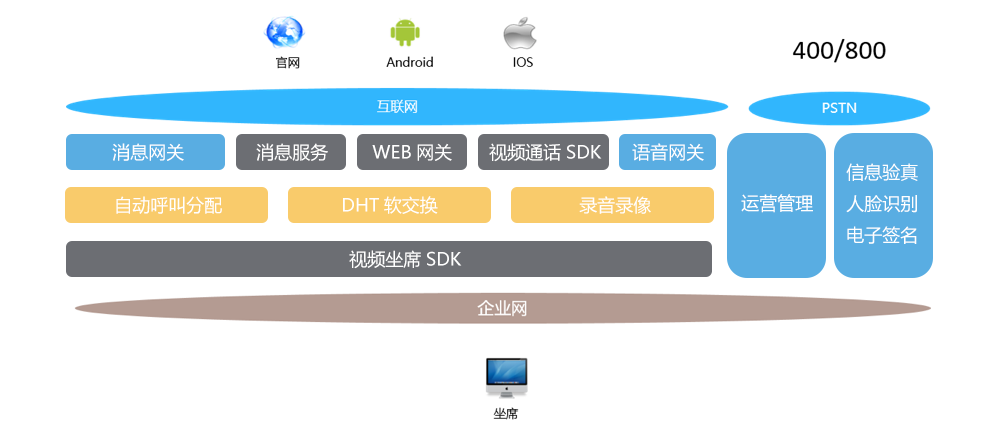 官网
Android
IOS
400/800
互联网
PSTN
消息网关
消息服务
WEB 网关
视频通话 SDK
语音网关
自动呼叫分配
DHT 软交换
录音录像
视频坐席 SDK
运营管理
信息验真
人脸识别
电子签名
企业网
坐席